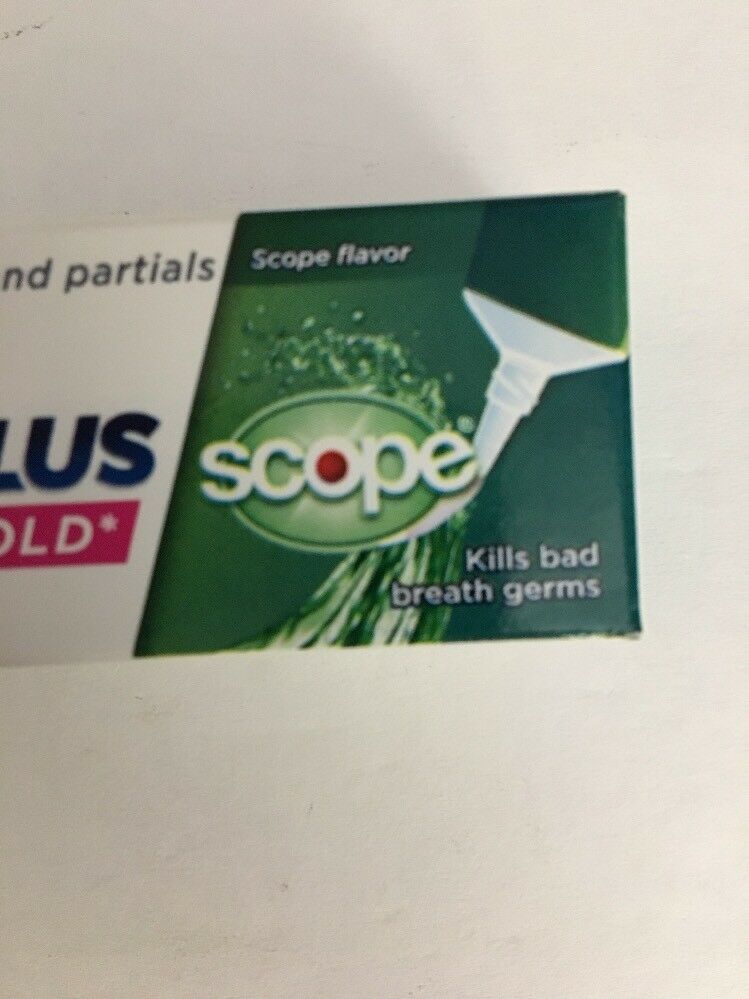 nd partials
Scope flavor
LUS
scope®
OLD*
Kills bad
breath germs